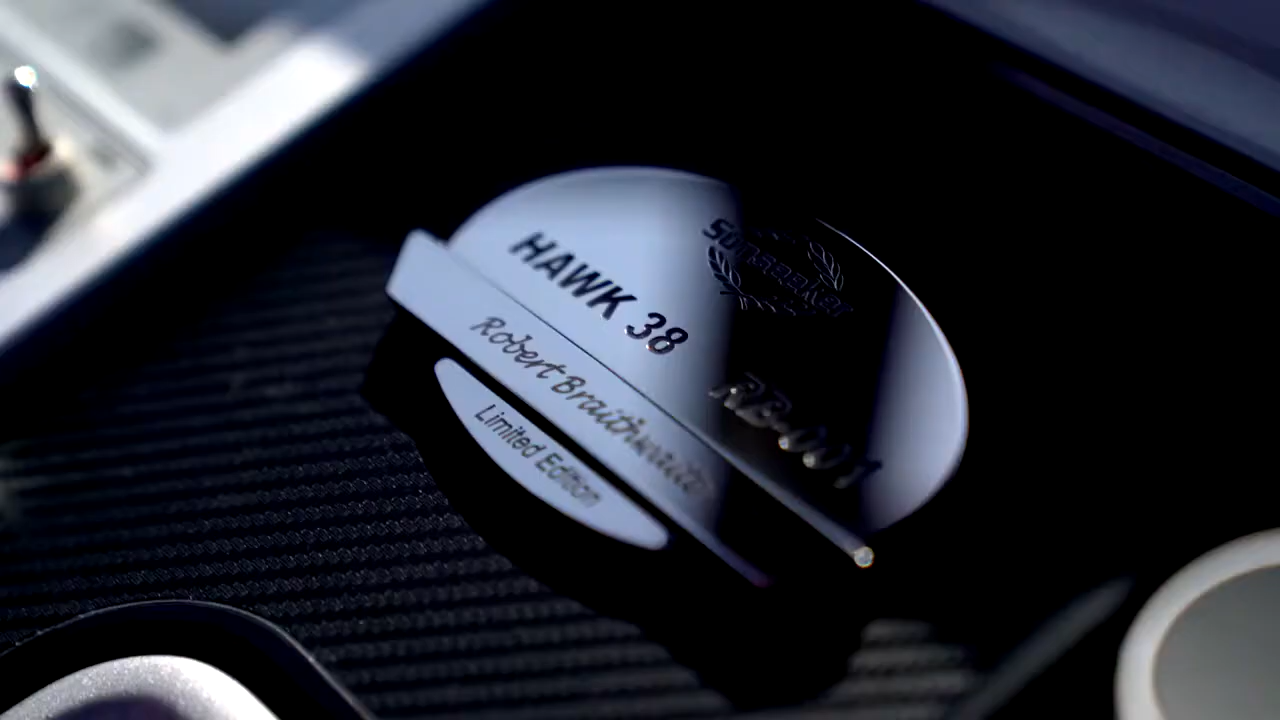 Sunseeker
HAWK 38
RB-001
Robert Braithwaite
Limited Edition